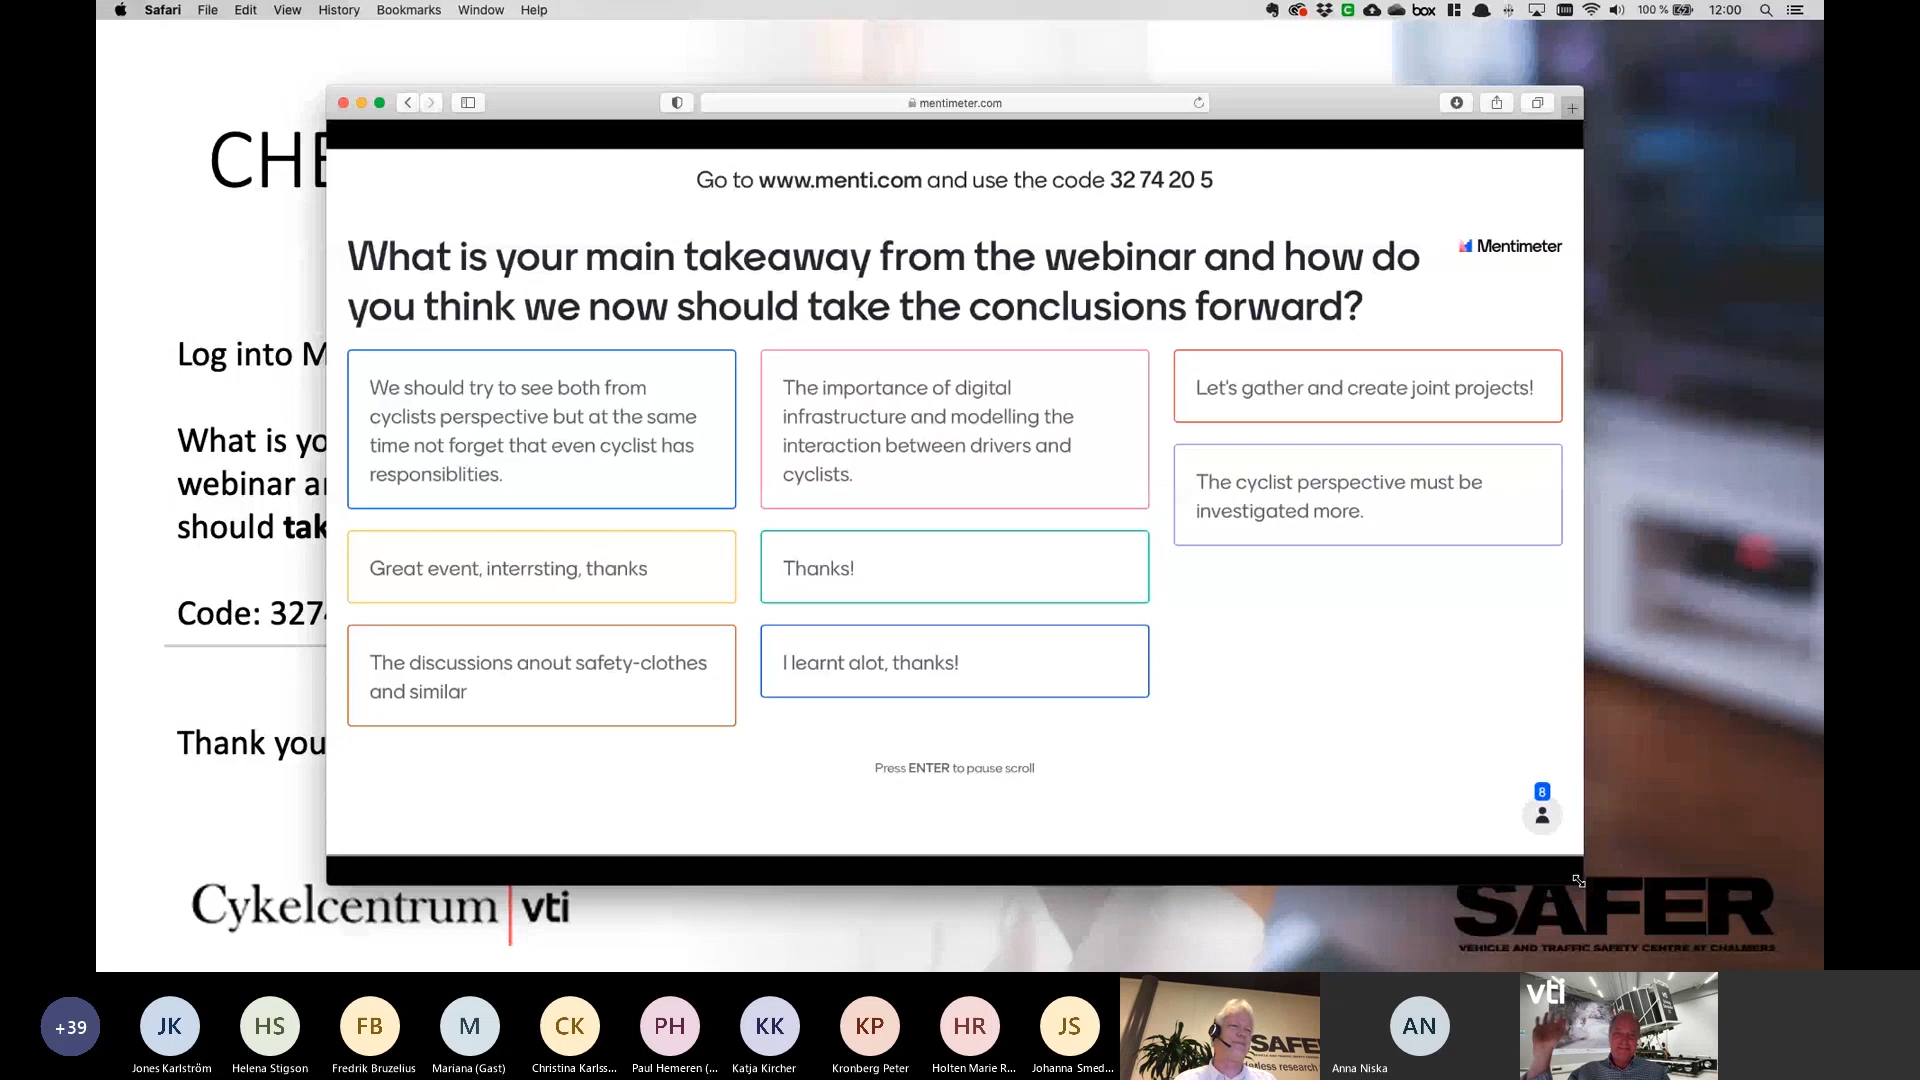 Safari File Edit View History Bookmarks Window Help
box 100 % 12:00
mentimeter.com
CHE
Go to www.menti.com and use the code 32 74 20 5
What is your main takeaway from the webinar and how do
you think we now should take the conclusions forward?
Mentimeter
We should try to see both from
cyclists perspective but at the same
time not forget that even cyclist has
responsiblities.
Great event, interrsting, thanks
The discussions anout safety-clothes
and similar
The importance of digital
infrastructure and modelling the
interaction between drivers and
cyclists.
Thanks!
I learnt alot, thanks!
Let's gather and create joint projects!
The cyclist perspective must be
investigated more.
Press ENTER to pause scroll
8
Log into M
What is yo
webinar a
should tak
Code: 327
Thank you
Cykelcentrum vti
SAFER
VEHICLE AND TRAFFIC SAFETY CENTRE AT CHALMERS
+39
JK
Jones Karlström
HS
Helena Stigson
FB
Fredrik Bruzelius
M
Mariana (Gast)
CK
Christina Karlss...
PH
Paul Hemeren (...
KK
Katja Kircher
KP
Kronberg Peter
HR
Holten Marie R...
JS
Johanna Smed...
SAFE
research
AN
Anna Niska
vti